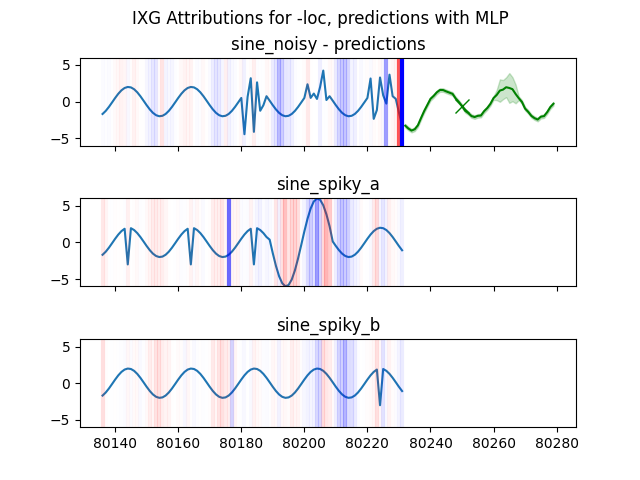 IXG Attributions for -loc, predictions with MLP
sine_noisy - predictions
5
0
−5
sine_spiky_a
5
0
−5
sine_spiky_b
5
0
−5
80140 80160 80180 80200 80220 80240 80260 80280